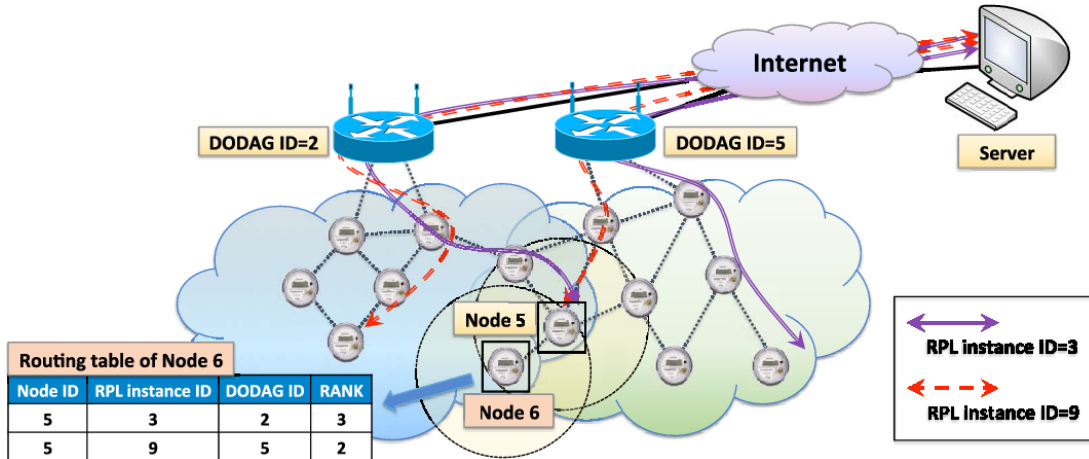 Internet
DODAG ID=2
DODAG ID=5
Server
Node 5
Node 6
RPL instance ID=3
RPL instance ID=9
Routing table of Node 6
Node ID RPL instance ID DODAG ID RANK
5 3 2 3
5 9 5 2